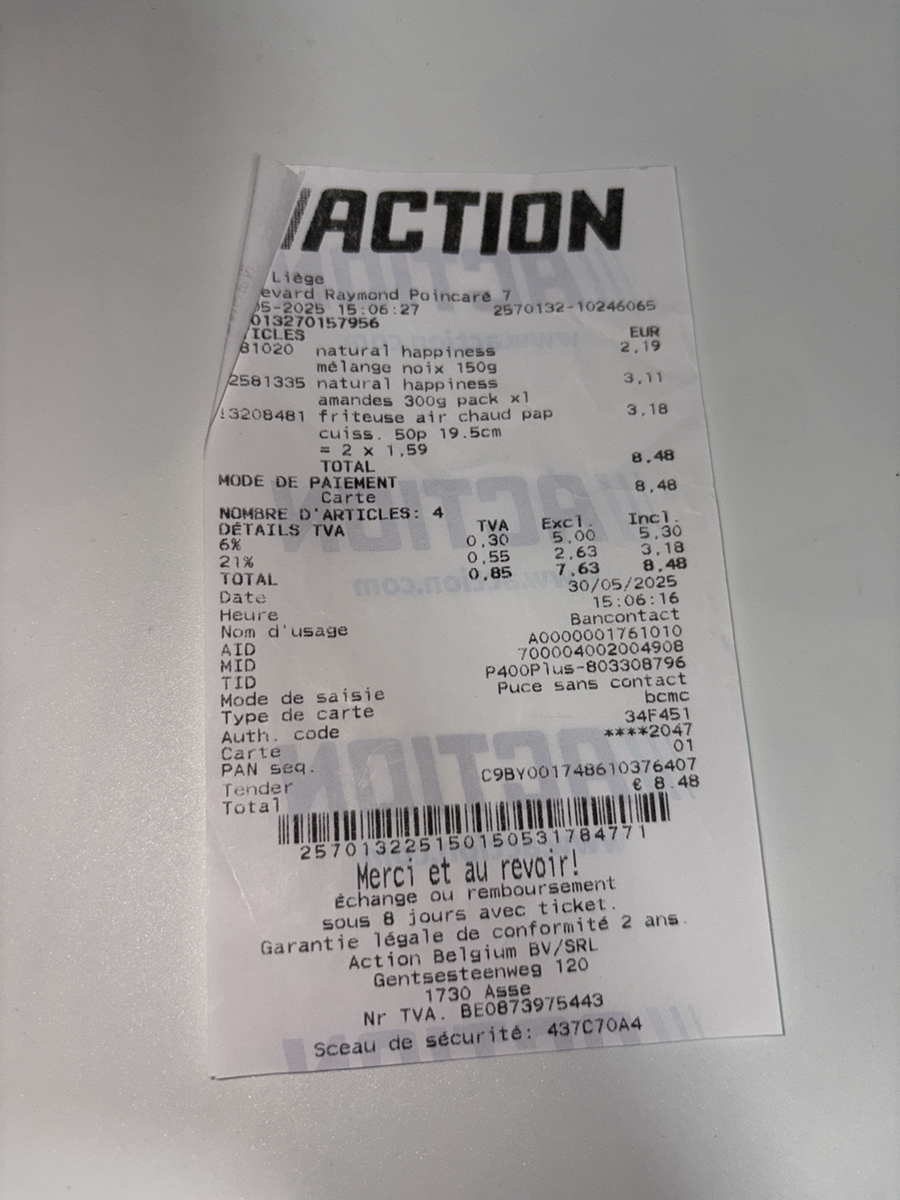 ACTION
Liège
evard Raymond Poincaré 7
05-2025 15:06:27 2570132-10246065
013270157956
ICLES EUR
81020 natural happiness 2,19
mélange noix 150g
2581335 natural happiness 3,11
amandes 300g pack x1
13208481 friteuse air chaud pap 3,18
cuiss. 50p 19.5cm
= 2 x 1,59
TOTAL 8,48
MODE DE PAIEMENT
Carte 8,48
NOMBRE D'ARTICLES: 4
DÉTAILS TVA TVA Excl. Incl.
6% 0,30 5,00 5,30
21% 0,55 2,63 3,18
TOTAL 0,85 7,63 8,48
Date 30/05/2025
Heure 15:06:16
Nom d'usage Bancontact
AID A0000001761010
MID 700004002004908
TID P400Plus-803308796
Mode de saisie Puce sans contact
Type de carte bcmc
Auth. code 34F451
Carte ****2047
PAN seq. 01
Tender C9BY001748610376407
Total € 8.48
257013225150150531784771
Merci et au revoir!
Échange ou remboursement
sous 8 jours avec ticket.
Garantie légale de conformité 2 ans.
Action Belgium BV/SRL
Gentsesteenweg 120
1730 Asse
Nr TVA. BE0873975443
Sceau de sécurité: 437C70A4